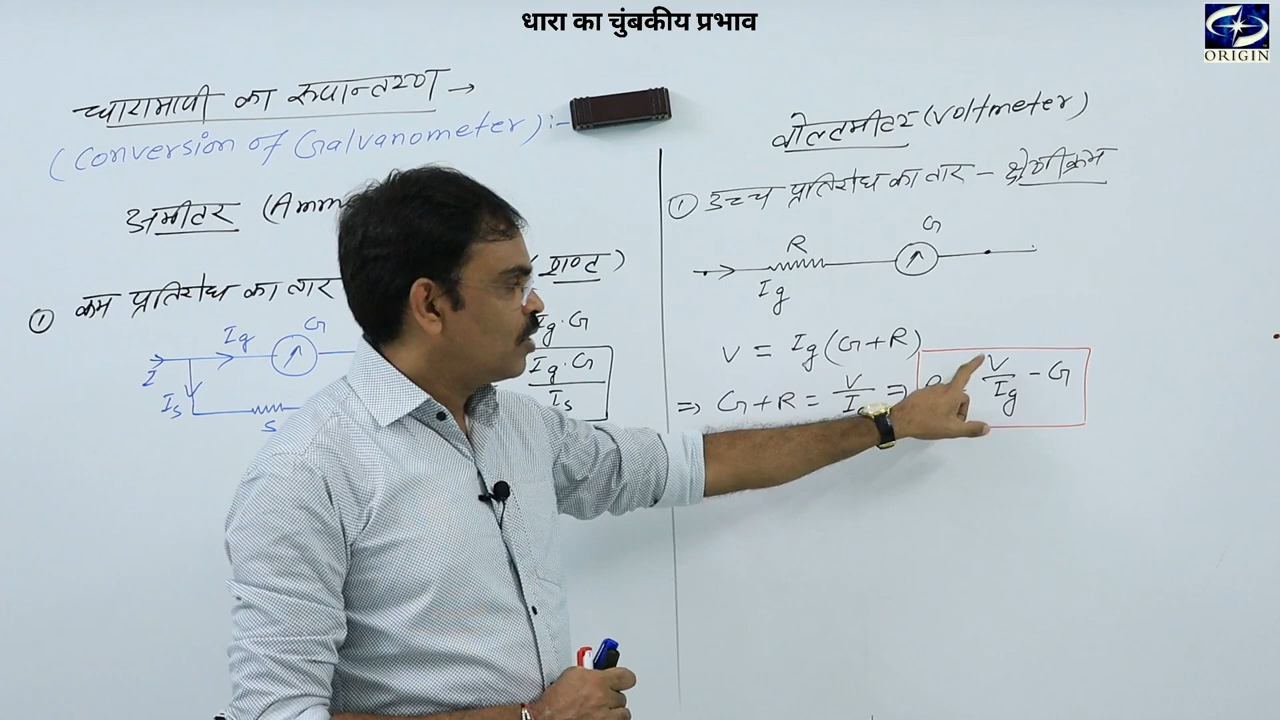 धारा का चुंबकीय प्रभाव
ORIGIN
धारामापी का रूपान्तरण →
(Conversion of Galvanometer) :-
अमीटर (Amm
① कम प्रतिरोध का तार
(शण्ट)
Ig G
I
Is
S
Ig · G
Ig · G
Is
वोल्टमीटर (Voltmeter)
① उच्च प्रतिरोध का तार - श्रेणीक्रम
R G
Ig
V = Ig (G + R)
⇒ G + R = V/I ⇒ V/Ig - G